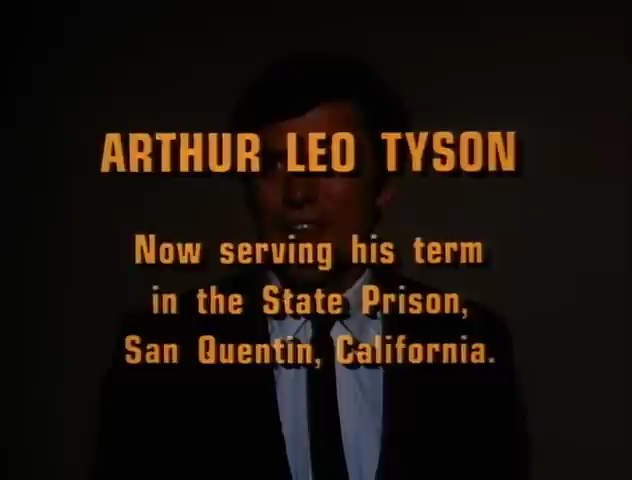 ARTHUR LEO TYSON
Now serving his term
in the State Prison,
San Quentin, California.